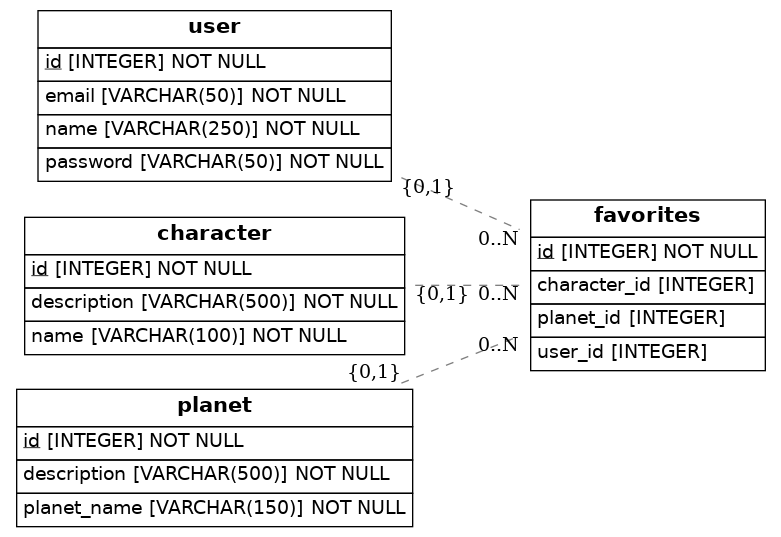 user
id [INTEGER] NOT NULL
email [VARCHAR(50)] NOT NULL
name [VARCHAR(250)] NOT NULL
password [VARCHAR(50)] NOT NULL
{0,1}
0..N
character
id [INTEGER] NOT NULL
description [VARCHAR(500)] NOT NULL
name [VARCHAR(100)] NOT NULL
{0,1}
0..N
planet
id [INTEGER] NOT NULL
description [VARCHAR(500)] NOT NULL
planet_name [VARCHAR(150)] NOT NULL
{0,1}
0..N
favorites
id [INTEGER] NOT NULL
character_id [INTEGER]
planet_id [INTEGER]
user_id [INTEGER]